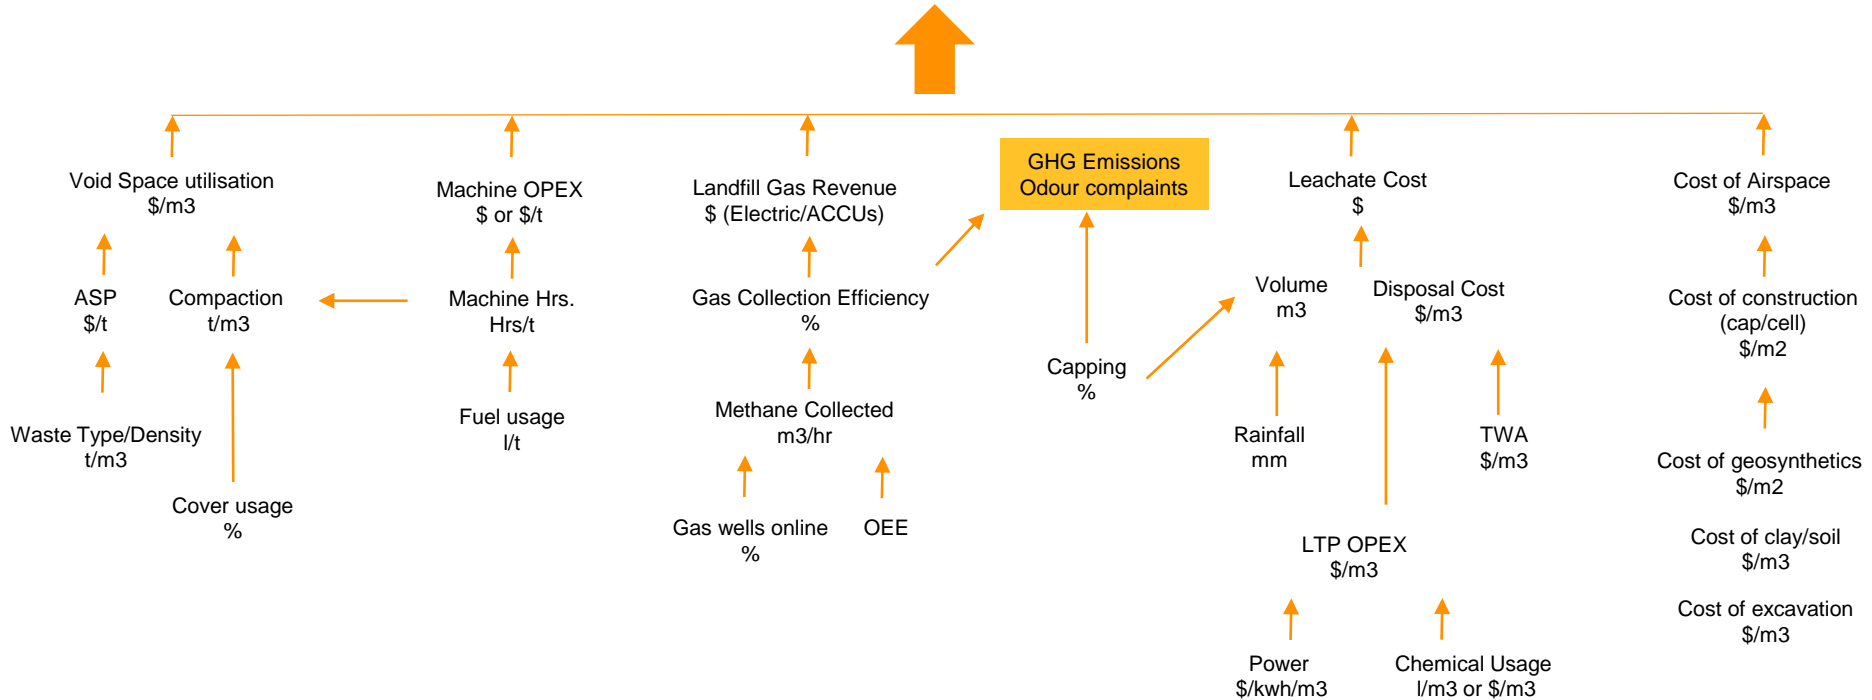 Void Space utilisation
$/m3
Machine OPEX
$ or $/t
Landfill Gas Revenue
$ (Electric/ACCUs)
GHG Emissions
Odour complaints
Leachate Cost
$
Cost of Airspace
$/m3
ASP
$/t
Compaction
t/m3
Machine Hrs.
Hrs/t
Gas Collection Efficiency
%
Volume
m3
Disposal Cost
$/m3
Cost of construction
(cap/cell)
$/m2
Capping
%
Waste Type/Density
t/m3
Fuel usage
l/t
Methane Collected
m3/hr
Rainfall
mm
TWA
$/m3
Cost of geosynthetics
$/m2
Cover usage
%
Gas wells online
%
OEE
LTP OPEX
$/m3
Cost of clay/soil
$/m3
Cost of excavation
$/m3
Power
$/kwh/m3
Chemical Usage
l/m3 or $/m3